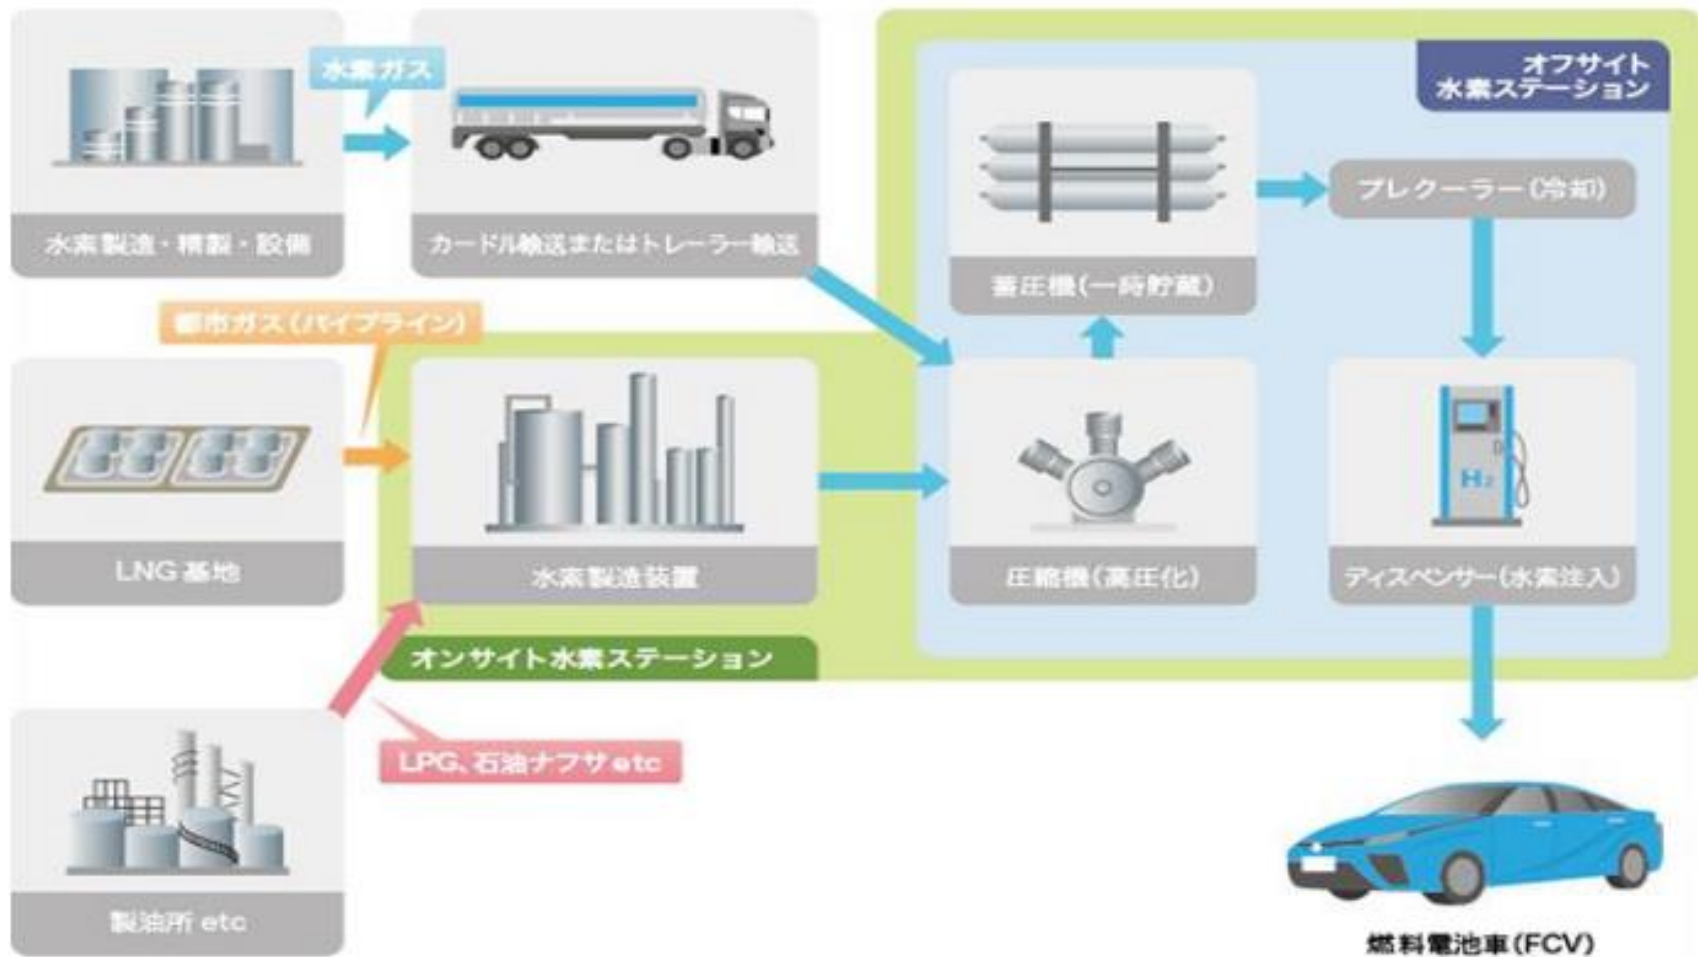 水素ガス
オフサイト
水素ステーション
プレクーラー(冷却)
水素製造・精製・設備
カードル輸送またはトレーラー輸送
蓄圧機(一時貯蔵)
都市ガス(パイプライン)
H₂
LNG基地
水素製造装置
圧縮機(高圧化)
ディスペンサー(水素注入)
オンサイト水素ステーション
LPG、石油ナフサetc
製油所 etc
燃料電池車(FCV)